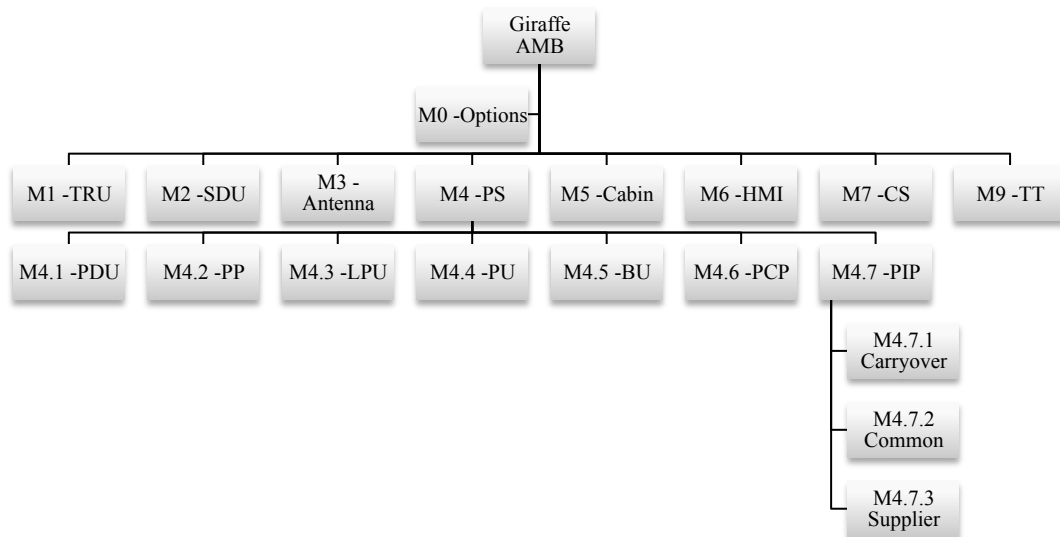 Giraffe
AMB
M0 -Options
M1 -TRU
M2 -SDU
M3 -
Antenna
M4 -PS
M5 -Cabin
M6 -HMI
M7 -CS
M9 -TT
M4.1 -PDU
M4.2 -PP
M4.3 -LPU
M4.4 -PU
M4.5 -BU
M4.6 -PCP
M4.7 -PIP
M4.7.1
Carryover
M4.7.2
Common
M4.7.3
Supplier